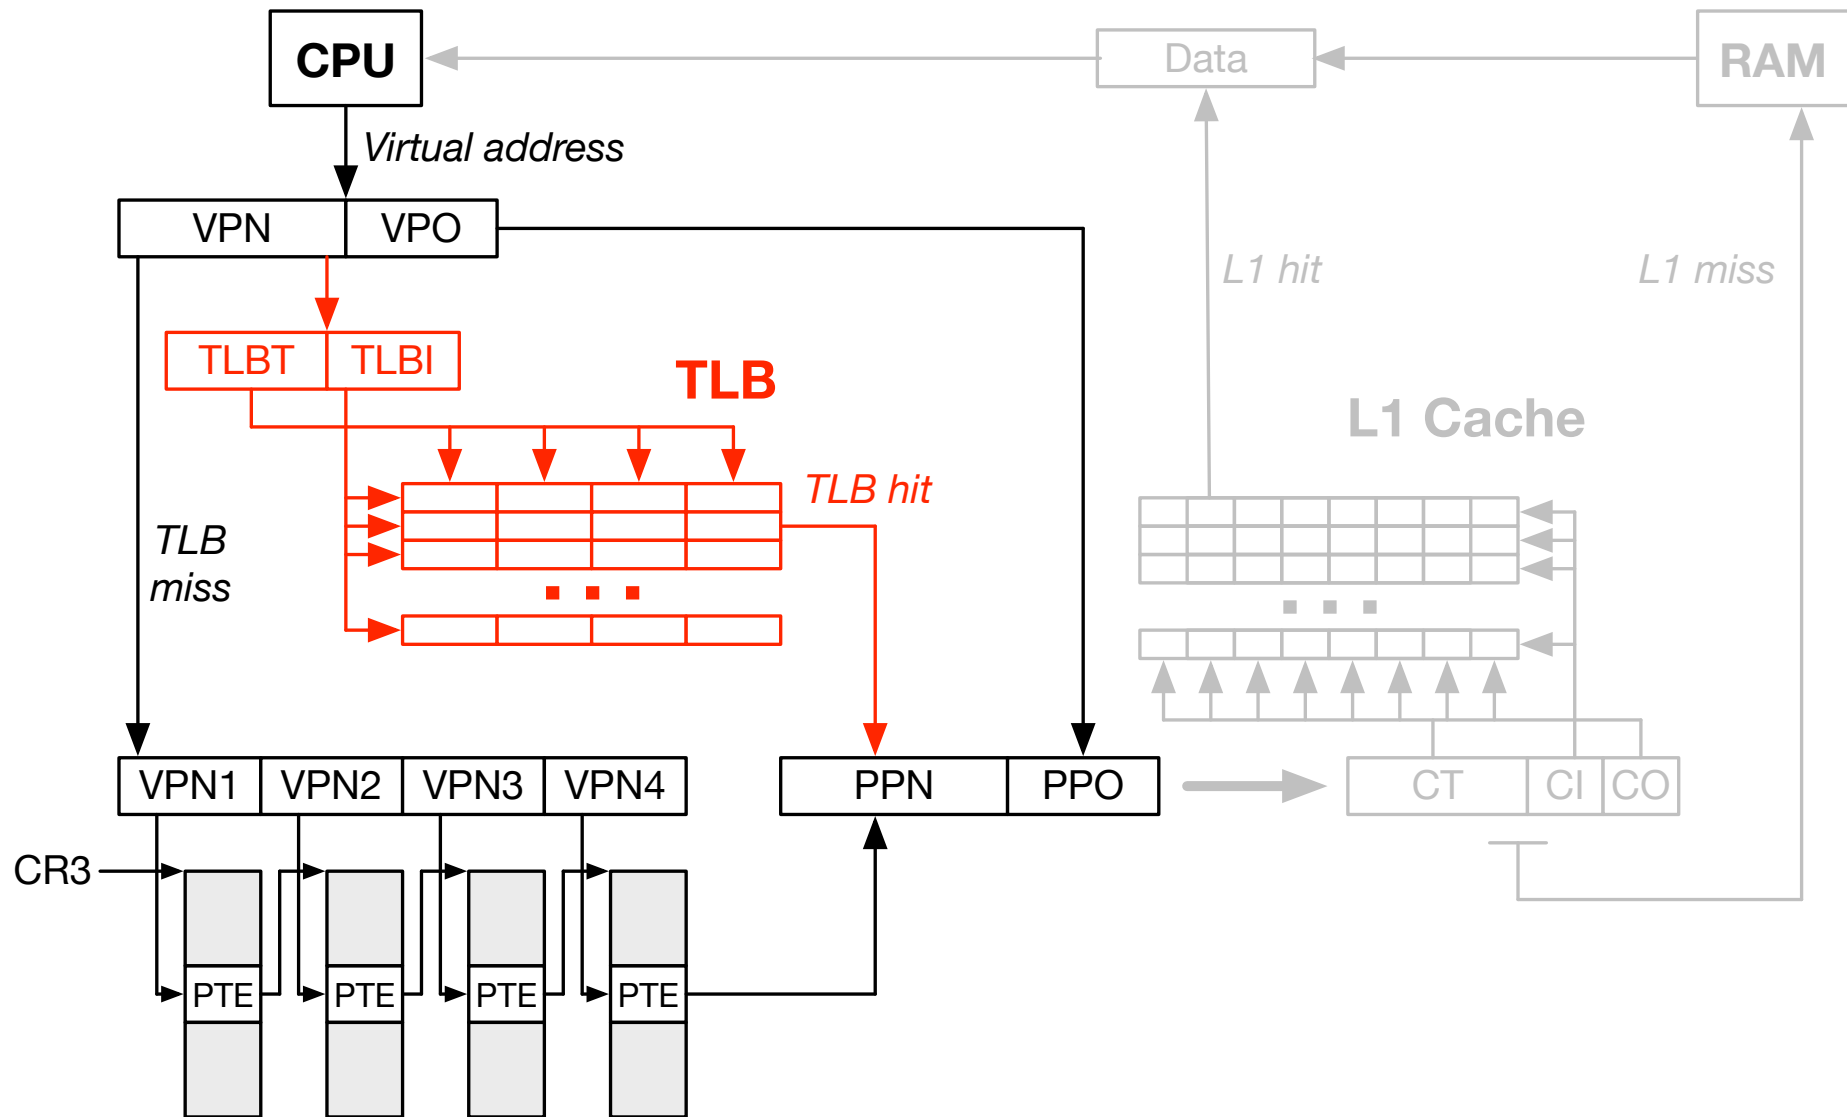 CPU
Data
RAM
Virtual address
VPN VPO
L1 hit
L1 miss
TLBT TLBI
TLB
L1 Cache
TLB hit
TLB
miss
VPN1 VPN2 VPN3 VPN4
PPN PPO
CT CI CO
CR3
PTE PTE PTE PTE